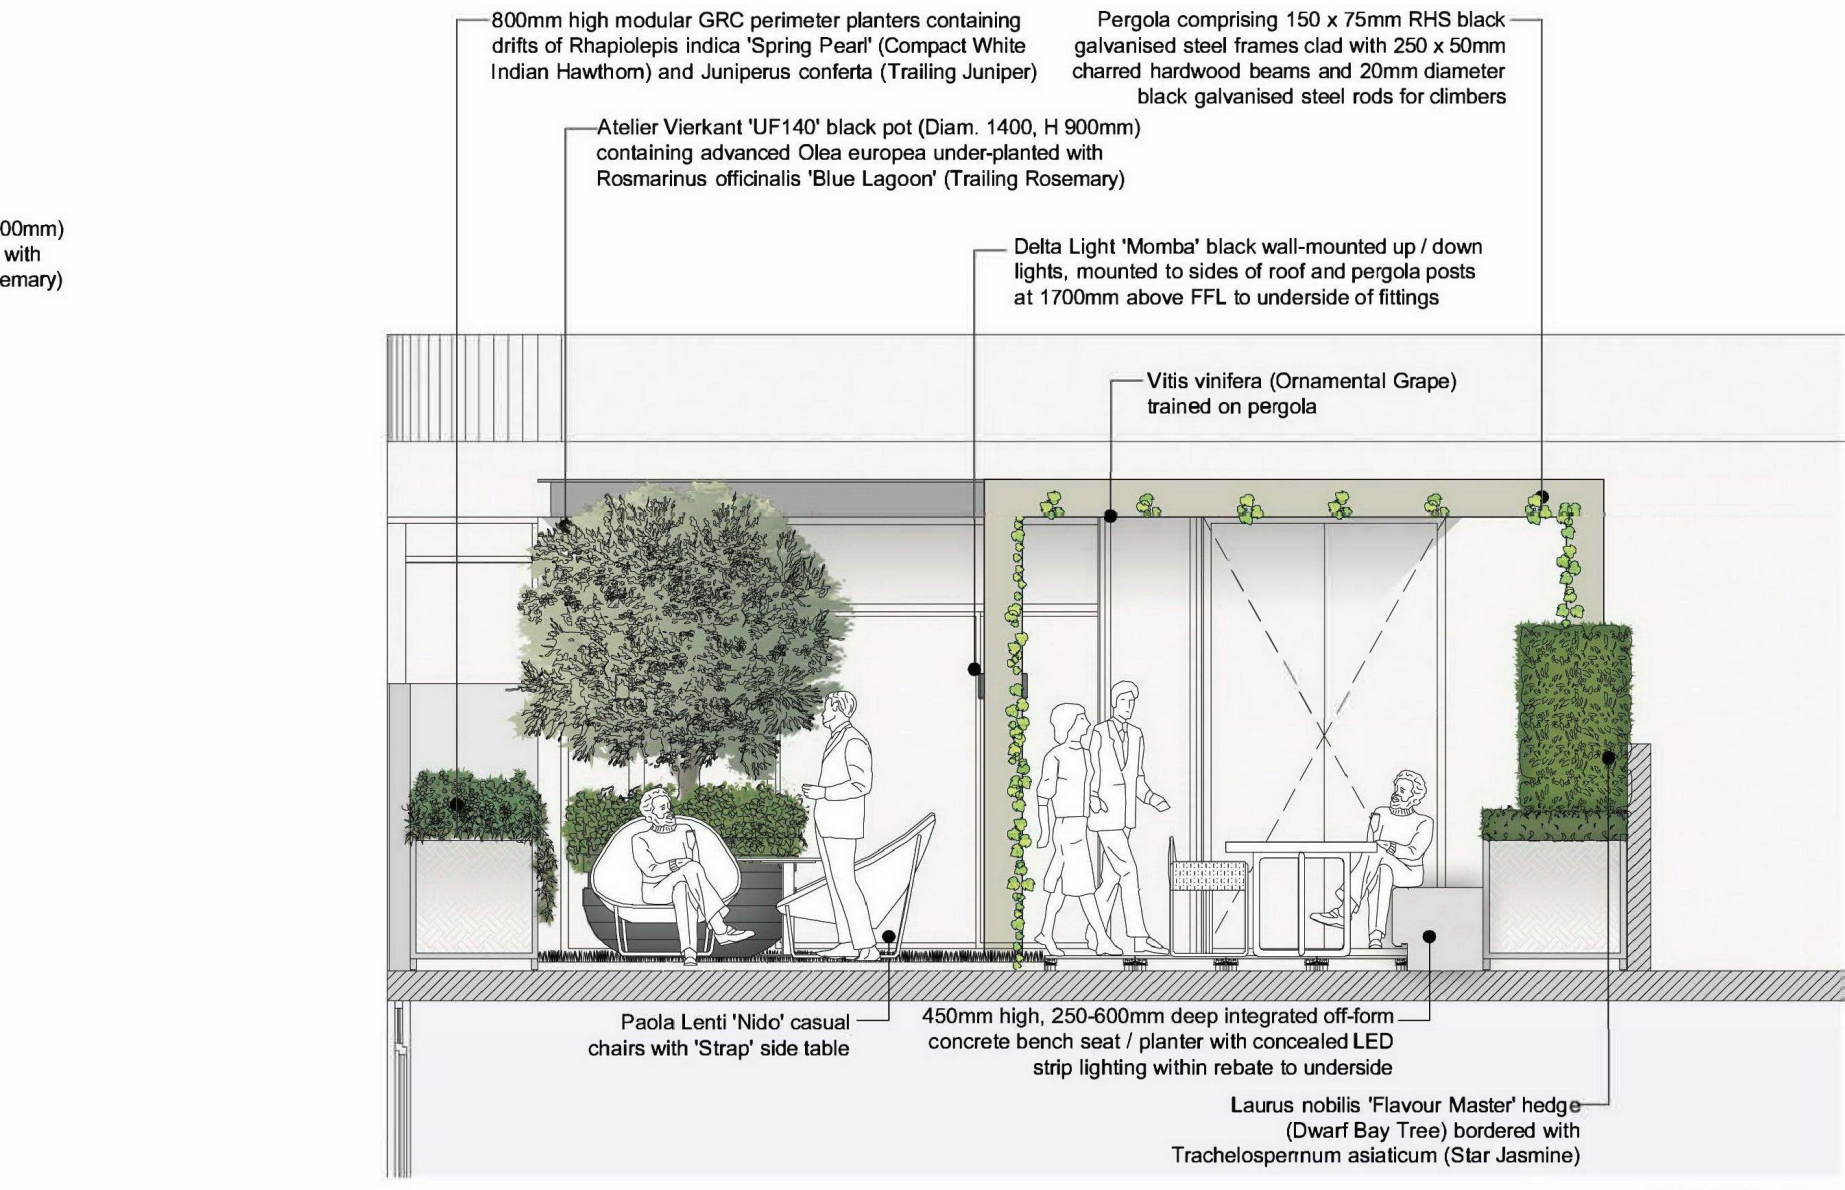 800mm high modular GRC perimeter planters containing
drifts of Rhapiolepis indica 'Spring Pearl' (Compact White
Indian Hawthorn) and Juniperus conferta (Trailing Juniper)
Pergola comprising 150 x 75mm RHS black
galvanised steel frames clad with 250 x 50mm
charred hardwood beams and 20mm diameter
black galvanised steel rods for climbers
Atelier Vierkant 'UF140' black pot (Diam. 1400, H 900mm)
containing advanced Olea europea under-planted with
Rosmarinus officinalis 'Blue Lagoon' (Trailing Rosemary)
00mm)
with
emary)
Delta Light 'Momba' black wall-mounted up / down
lights, mounted to sides of roof and pergola posts
at 1700mm above FFL to underside of fittings
Vitis vinifera (Ornamental Grape)
trained on pergola
Paola Lenti 'Nido' casual
chairs with 'Strap' side table
450mm high, 250-600mm deep integrated off-form
concrete bench seat / planter with concealed LED
strip lighting within rebate to underside
Laurus nobilis 'Flavour Master' hedge
(Dwarf Bay Tree) bordered with
Trachelospermum asiaticum (Star Jasmine)